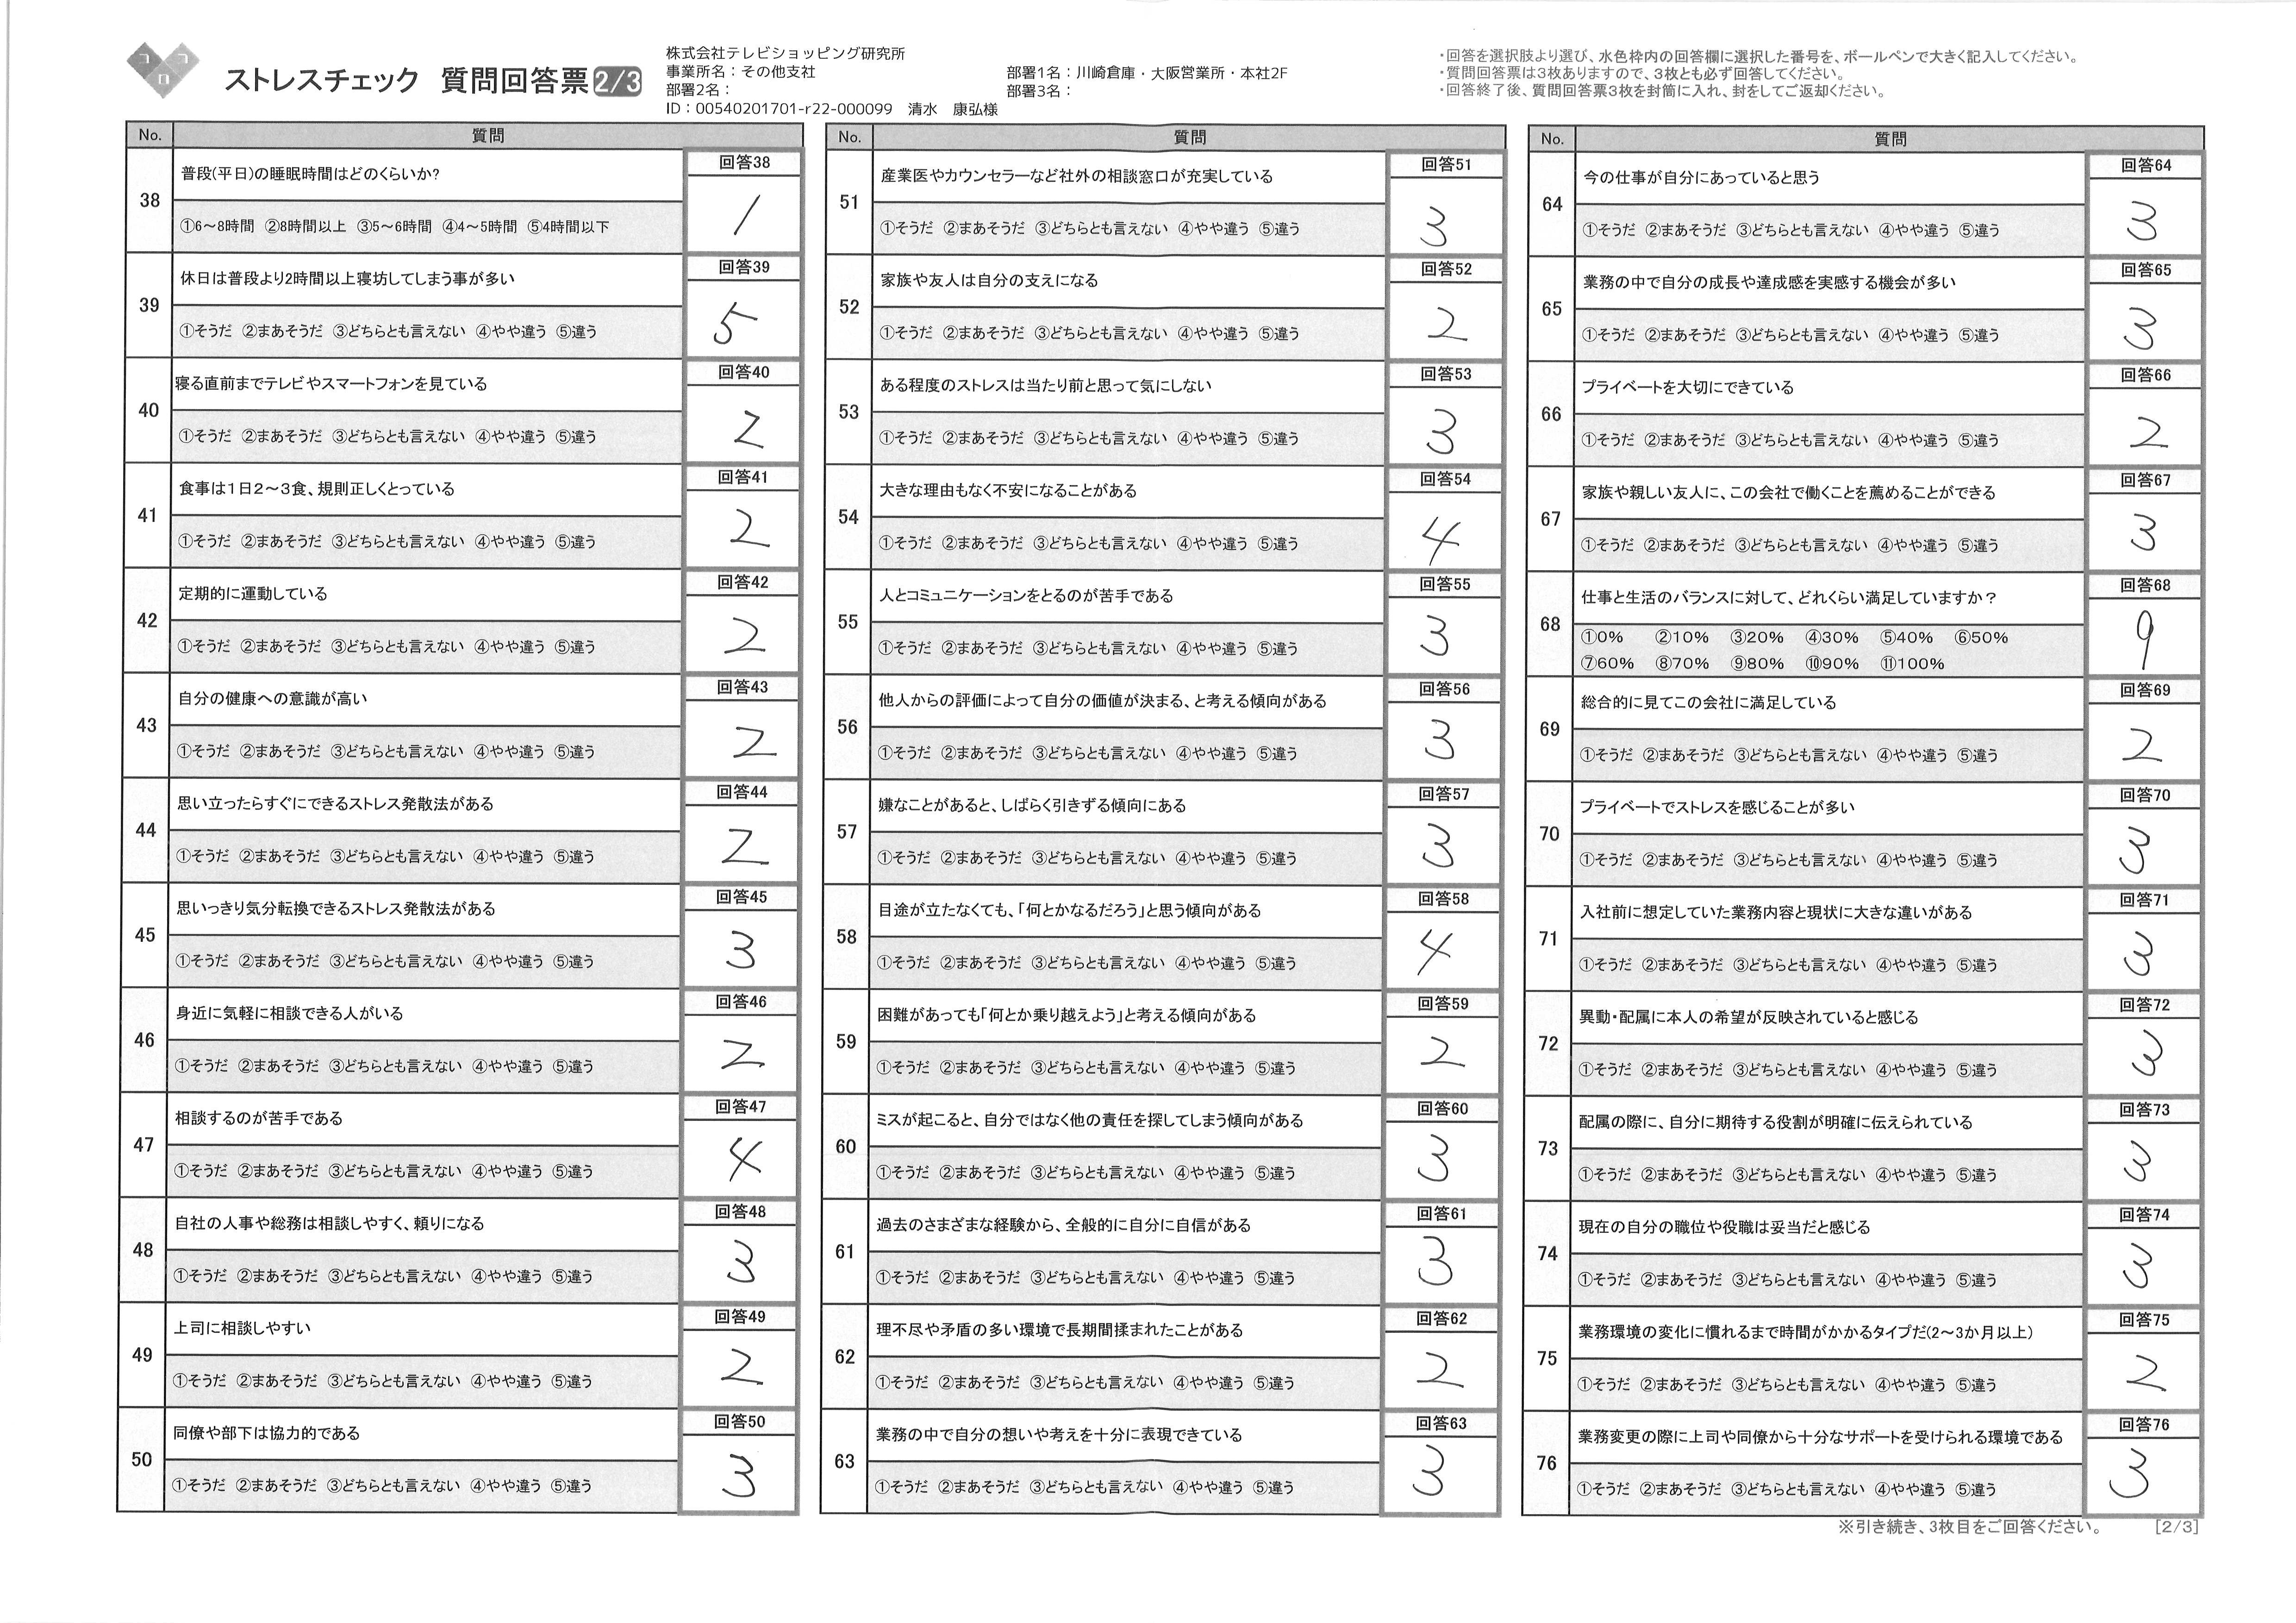 ココロ
ストレスチェック 質問回答票 2/3
株式会社テレビショッピング研究所
事業所名：その他支社
部署1名：川崎倉庫・大阪営業所・本社2F
部署2名：
部署3名：
ID：00540201701-r22-000099 清水 康弘様
・回答を選択肢より選び、水色枠内の回答欄に選択した番号を、ボールペンで大きく記入してください。
・質問回答票は3枚ありますので、3枚とも必ず回答してください。
・回答終了後、質問回答票3枚を封筒に入れ、封をしてご返却ください。
No. 質問
38 普段(平日)の睡眠時間はどのくらいか? 回答38
①6～8時間 ②8時間以上 ③5～6時間 ④4～5時間 ⑤4時間以下 1
39 休日は普段より2時間以上寝坊してしまう事が多い 回答39
①そうだ ②まあそうだ ③どちらとも言えない ④やや違う ⑤違う 5
40 寝る直前までテレビやスマートフォンを見ている 回答40
①そうだ ②まあそうだ ③どちらとも言えない ④やや違う ⑤違う 2
41 食事は1日2～3食、規則正しくとっている 回答41
①そうだ ②まあそうだ ③どちらとも言えない ④やや違う ⑤違う 2
42 定期的に運動している 回答42
①そうだ ②まあそうだ ③どちらとも言えない ④やや違う ⑤違う 2
43 自分の健康への意識が高い 回答43
①そうだ ②まあそうだ ③どちらとも言えない ④やや違う ⑤違う 2
44 思い立ったらすぐにできるストレス発散法がある 回答44
①そうだ ②まあそうだ ③どちらとも言えない ④やや違う ⑤違う 2
45 思いっきり気分転換できるストレス発散法がある 回答45
①そうだ ②まあそうだ ③どちらとも言えない ④やや違う ⑤違う 3
46 身近に気軽に相談できる人がいる 回答46
①そうだ ②まあそうだ ③どちらとも言えない ④やや違う ⑤違う 2
47 相談するのが苦手である 回答47
①そうだ ②まあそうだ ③どちらとも言えない ④やや違う ⑤違う 4
48 自社の人事や総務は相談しやすく、頼りになる 回答48
①そうだ ②まあそうだ ③どちらとも言えない ④やや違う ⑤違う 3
49 上司に相談しやすい 回答49
①そうだ ②まあそうだ ③どちらとも言えない ④やや違う ⑤違う 2
50 同僚や部下は協力的である 回答50
①そうだ ②まあそうだ ③どちらとも言えない ④やや違う ⑤違う 3
No. 質問
51 産業医やカウンセラーなど社外の相談窓口が充実している 回答51
①そうだ ②まあそうだ ③どちらとも言えない ④やや違う ⑤違う 3
52 家族や友人は自分の支えになる 回答52
①そうだ ②まあそうだ ③どちらとも言えない ④やや違う ⑤違う 2
53 ある程度のストレスは当たり前と思って気にしない 回答53
①そうだ ②まあそうだ ③どちらとも言えない ④やや違う ⑤違う 3
54 大きな理由もなく不安になることがある 回答54
①そうだ ②まあそうだ ③どちらとも言えない ④やや違う ⑤違う 4
55 人とコミュニケーションをとるのが苦手である 回答55
①そうだ ②まあそうだ ③どちらとも言えない ④やや違う ⑤違う 3
56 他人からの評価によって自分の価値が決まる、と考える傾向がある 回答56
①そうだ ②まあそうだ ③どちらとも言えない ④やや違う ⑤違う 3
57 嫌なことがあると、しばらく引きずる傾向にある 回答57
①そうだ ②まあそうだ ③どちらとも言えない ④やや違う ⑤違う 3
58 目途が立たなくても、「何とかなるだろう」と思う傾向がある 回答58
①そうだ ②まあそうだ ③どちらとも言えない ④やや違う ⑤違う 4
59 困難があっても「何とか乗り越えよう」と考える傾向がある 回答59
①そうだ ②まあそうだ ③どちらとも言えない ④やや違う ⑤違う 2
60 ミスが起こると、自分ではなく他の責任を探してしまう傾向がある 回答60
①そうだ ②まあそうだ ③どちらとも言えない ④やや違う ⑤違う 3
61 過去のさまざまな経験から、全般的に自分に自信がある 回答61
①そうだ ②まあそうだ ③どちらとも言えない ④やや違う ⑤違う 3
62 理不尽や矛盾の多い環境で長期間揉まれたことがある 回答62
①そうだ ②まあそうだ ③どちらとも言えない ④やや違う ⑤違う 2
63 業務の中で自分の想いや考えを十分に表現できている 回答63
①そうだ ②まあそうだ ③どちらとも言えない ④やや違う ⑤違う 3
No. 質問
64 今の仕事が自分にあっていると思う 回答64
①そうだ ②まあそうだ ③どちらとも言えない ④やや違う ⑤違う 3
65 業務の中で自分の成長や達成感を実感する機会が多い 回答65
①そうだ ②まあそうだ ③どちらとも言えない ④やや違う ⑤違う 3
66 プライベートを大切にできている 回答66
①そうだ ②まあそうだ ③どちらとも言えない ④やや違う ⑤違う 2
67 家族や親しい友人に、この会社で働くことを薦めることができる 回答67
①そうだ ②まあそうだ ③どちらとも言えない ④やや違う ⑤違う 3
68 仕事と生活のバランスに対して、どれくらい満足していますか？ 回答68
①0% ②10% ③20% ④30% ⑤40% ⑥50% 9
⑦60% ⑧70% ⑨80% ⑩90% ⑪100%
69 総合的に見てこの会社に満足している 回答69
①そうだ ②まあそうだ ③どちらとも言えない ④やや違う ⑤違う 2
70 プライベートでストレスを感じることが多い 回答70
①そうだ ②まあそうだ ③どちらとも言えない ④やや違う ⑤違う 3
71 入社前に想定していた業務内容と現状に大きな違いがある 回答71
①そうだ ②まあそうだ ③どちらとも言えない ④やや違う ⑤違う 3
72 異動・配属に本人の希望が反映されていると感じる 回答72
①そうだ ②まあそうだ ③どちらとも言えない ④やや違う ⑤違う 3
73 配属の際に、自分に期待する役割が明確に伝えられている 回答73
①そうだ ②まあそうだ ③どちらとも言えない ④やや違う ⑤違う 3
74 現在の自分の職位や役職は妥当だと感じる 回答74
①そうだ ②まあそうだ ③どちらとも言えない ④やや違う ⑤違う 3
75 業務環境の変化に慣れるまで時間がかかるタイプだ(2～3か月以上) 回答75
①そうだ ②まあそうだ ③どちらとも言えない ④やや違う ⑤違う 2
76 業務変更の際に上司や同僚から十分なサポートを受けられる環境である 回答76
①そうだ ②まあそうだ ③どちらとも言えない ④やや違う ⑤違う 3
※引き続き、3枚目をご回答ください。 [2/3]